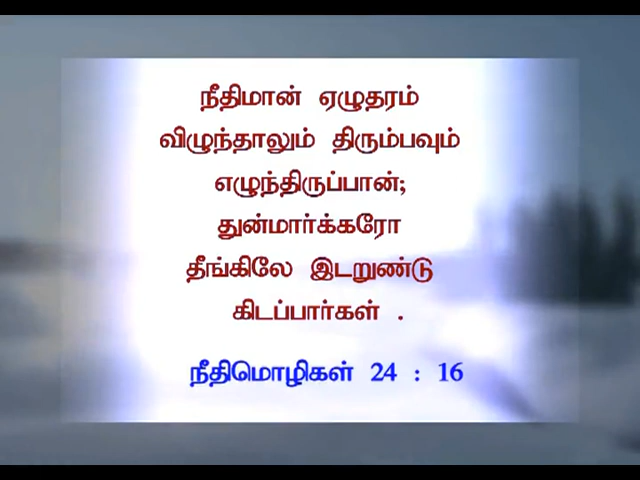 நீதிமான் ஏழுதரம்
விழுந்தாலும் திரும்பவும்
எழுந்திருப்பான்;
துன்மார்க்கரோ
தீங்கிலே இடறுண்டு
கிடப்பார்கள் .
நீதிமொழிகள் 24 : 16